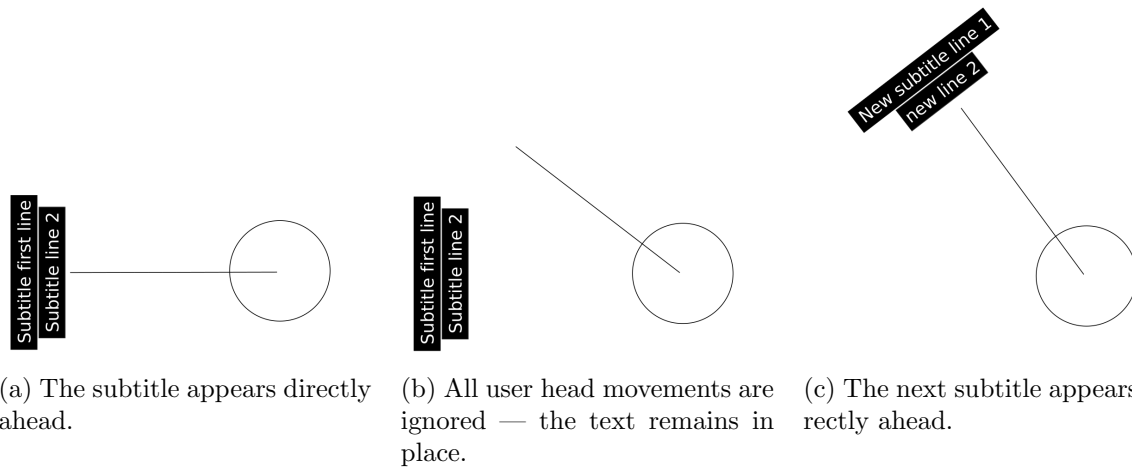 Subtitle first line
Subtitle line 2
Subtitle first line
Subtitle line 2
New subtitle line 1
new line 2
(a) The subtitle appears directly
ahead.
(b) All user head movements are
ignored — the text remains in
place.
(c) The next subtitle appears
rectly ahead.